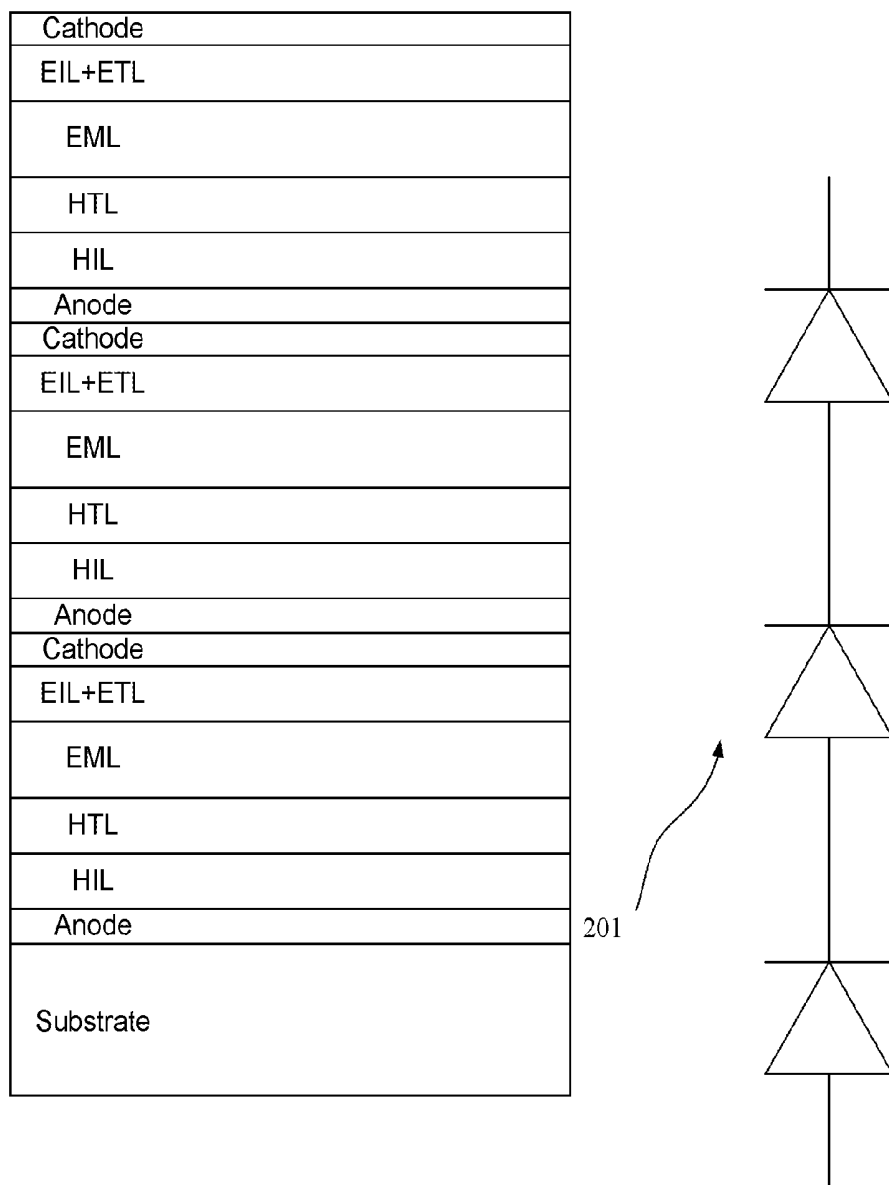 Cathode
EIL+ETL
EML
HTL
HIL
Anode
Cathode
EIL+ETL
EML
HTL
HIL
Anode
Cathode
EIL+ETL
EML
HTL
HIL
Anode
201
Substrate